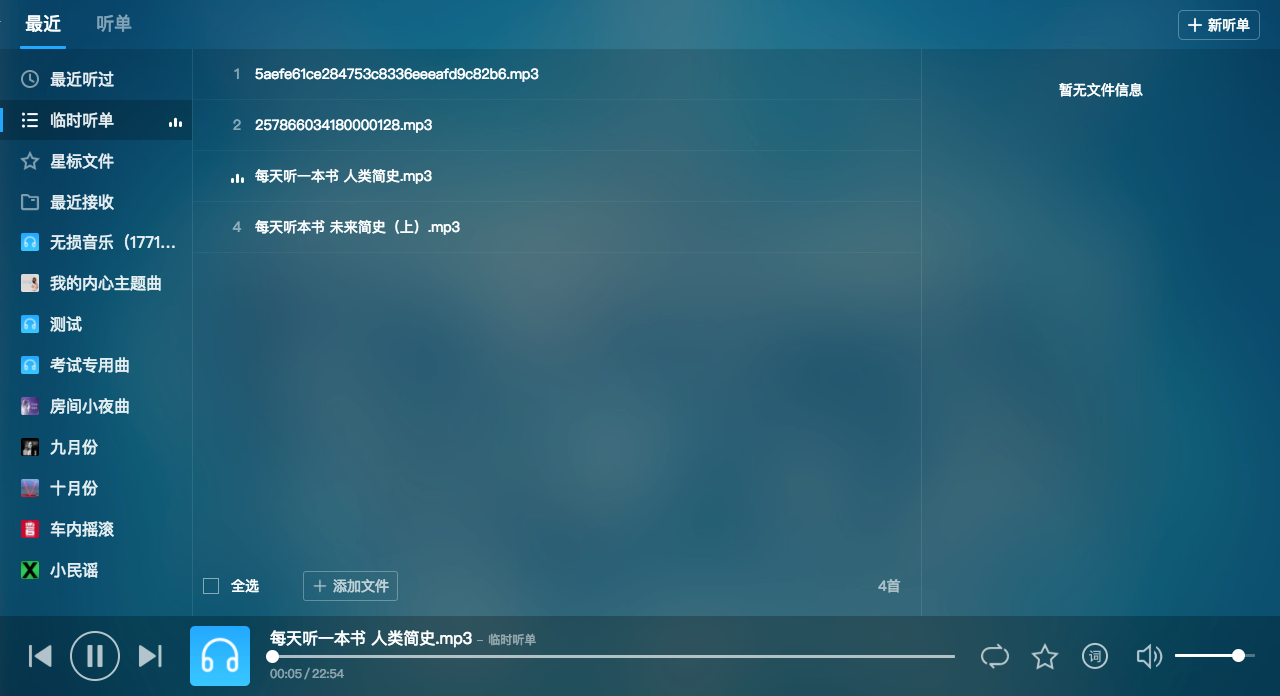 最近
听单
新听单
最近听过
临时听单
星标文件
最近接收
无损音乐（1771...
我的内心主题曲
测试
考试专用曲
房间小夜曲
九月份
十月份
车内摇滚
小民谣
1 5aefe61ce284753c8336eeeafd9c82b6.mp3
2 257866034180000128.mp3
每天听一本书 人类简史.mp3
4 每天听本书 未来简史（上）.mp3
全选
添加文件
4首
暂无文件信息
每天听一本书 人类简史.mp3 – 临时听单
00:05 / 22:54
词